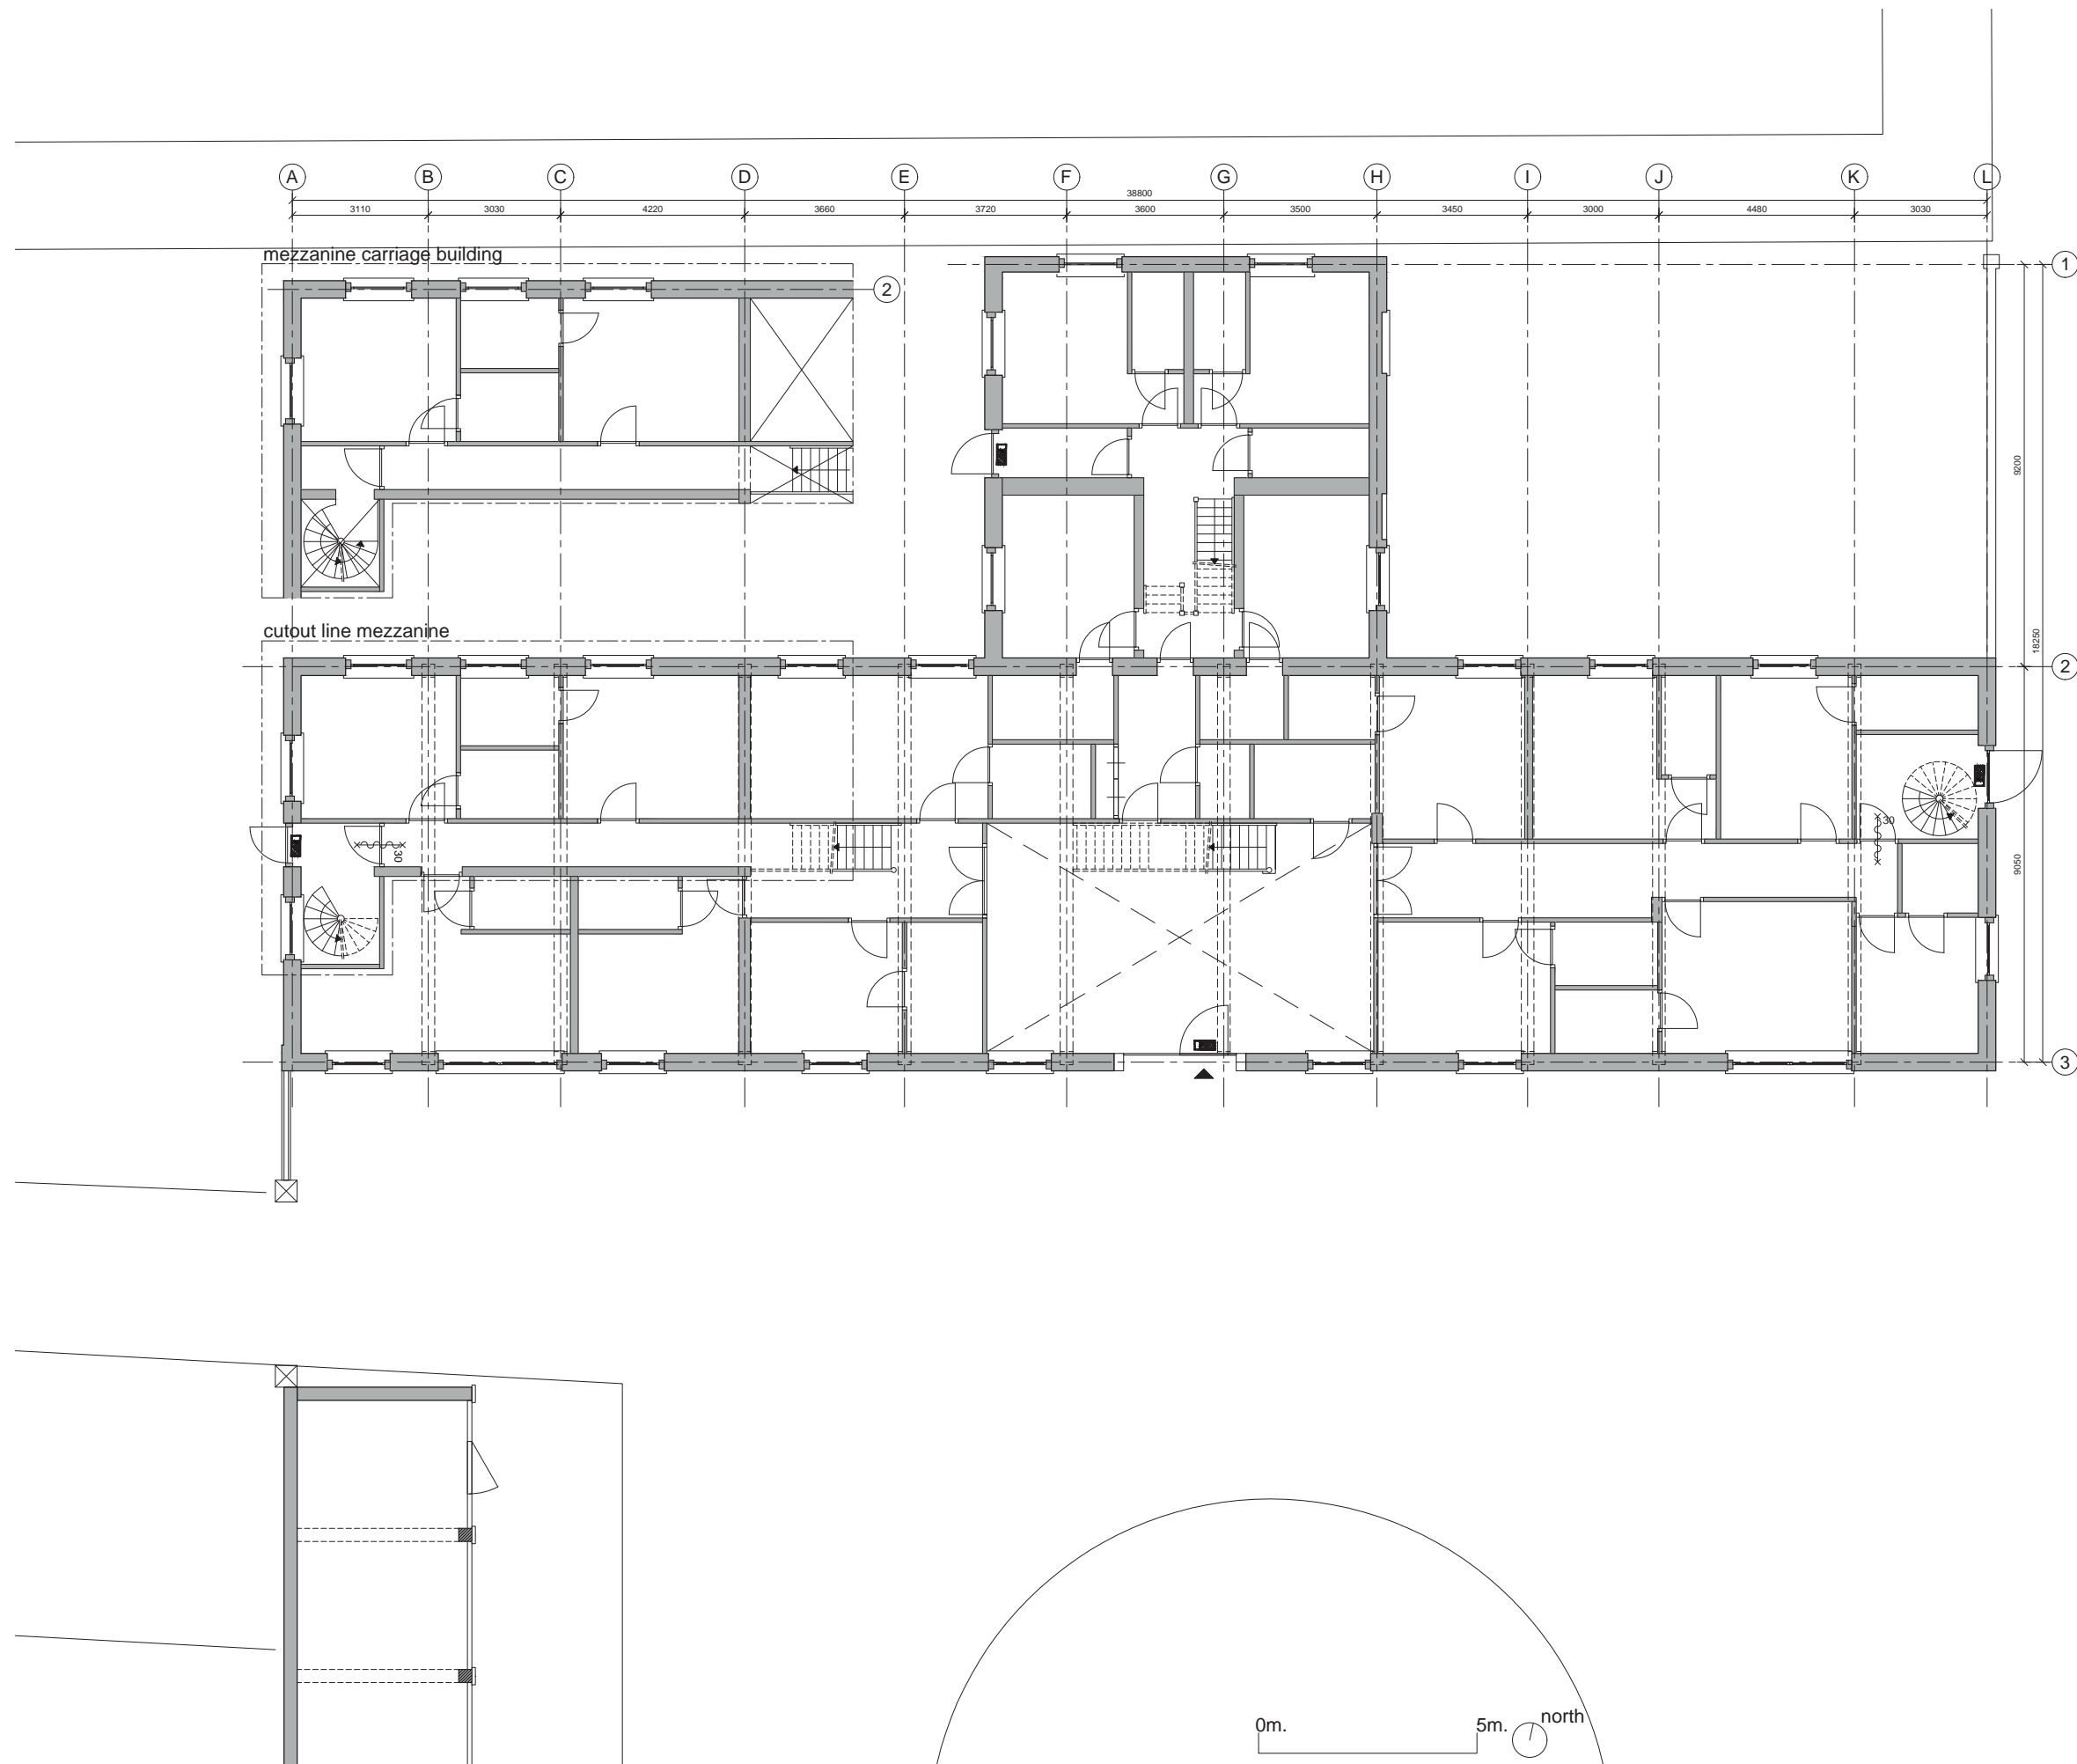 A B C D E F G H I J K L
38800
3110 3030 4220 3660 3720 3600 3500 3450 3000 4480 3030
mezzanine carriage building
1
2
9200
18250
cutout line mezzanine
2
30
30
9050
3
0m. 5m. north